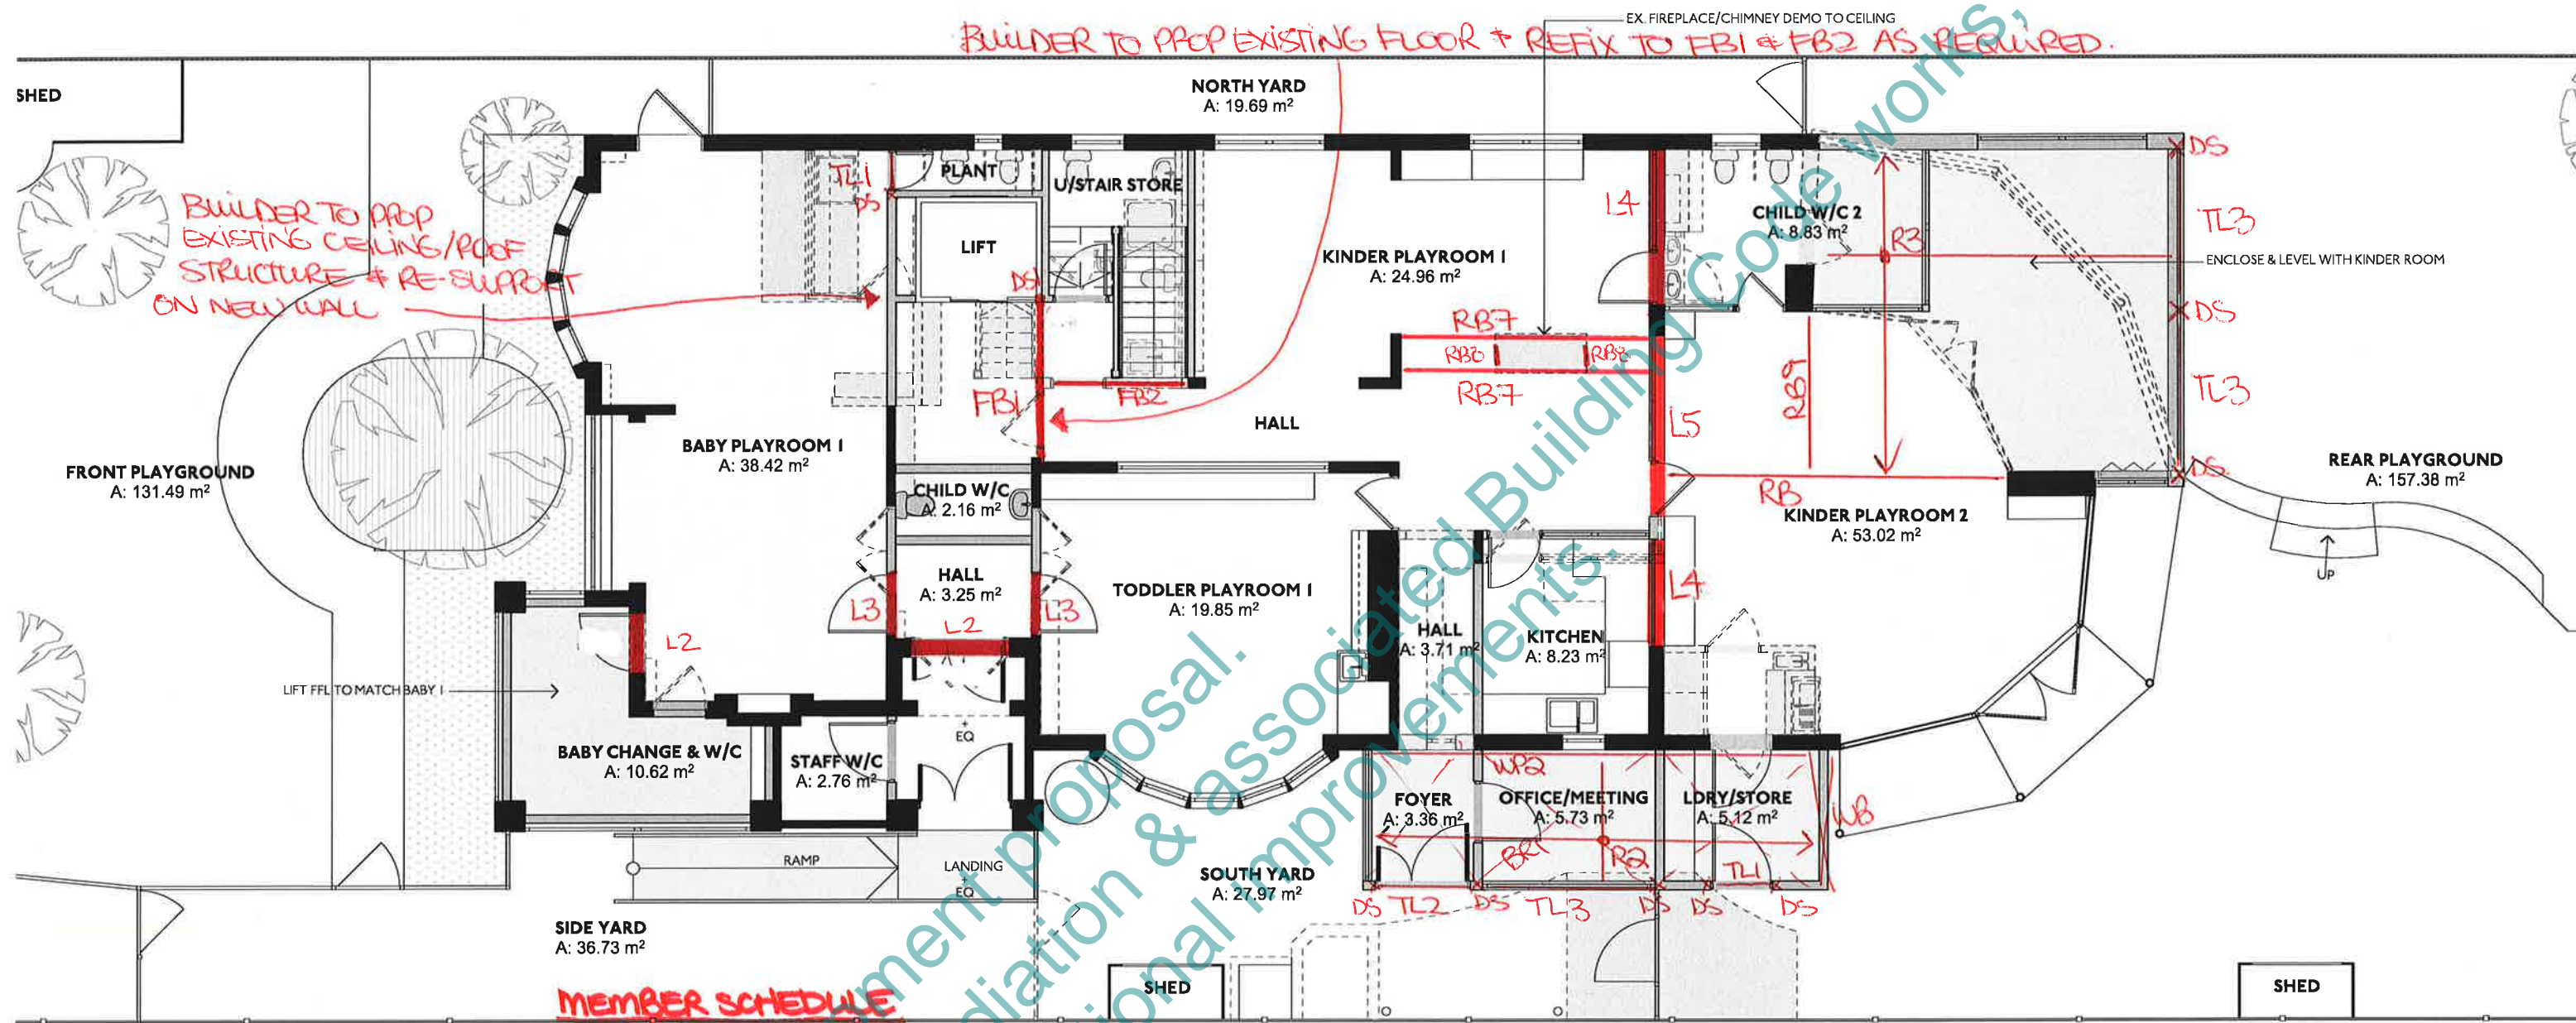 EX. FIREPLACE/CHIMNEY DEMO TO CEILING
BUILDER TO PROP EXISTING FLOOR & REFIX TO FB1 & FB2 AS REQUIRED.
SHED
NORTH YARD
A: 19.69 m²
BUILDER TO PROP
EXISTING CEILING/ROOF
STRUCTURE & RE-SUPPORT
ON NEW WALL
TL1
DS
PLANT
U/STAIR STORE
LIFT
DS
KINDER PLAYROOM 1
A: 24.96 m²
L4
CHILD W/C 2
A: 8.83 m²
R3
DS
TL3
ENCLOSE & LEVEL WITH KINDER ROOM
DS
TL3
DS
RB7
RB8
RB8
RB7
RB9
FB1
FB2
HALL
L5
RB
BABY PLAYROOM 1
A: 38.42 m²
FRONT PLAYGROUND
A: 131.49 m²
REAR PLAYGROUND
A: 157.38 m²
UP
CHILD W/C
A: 2.16 m²
KINDER PLAYROOM 2
A: 53.02 m²
HALL
A: 3.25 m²
L3
L3
L2
L2
TODDLER PLAYROOM 1
A: 19.85 m²
HALL
A: 3.71 m²
KITCHEN
A: 8.23 m²
L4
LIFT FFL TO MATCH BABY 1
BABY CHANGE & W/C
A: 10.62 m²
STAFF W/C
A: 2.76 m²
EQ
WP2
FOYER
A: 3.36 m²
OFFICE/MEETING
A: 5.73 m²
LDRY/STORE
A: 5.12 m²
WB
BR1
R2
TL1
RAMP
LANDING
EQ
SOUTH YARD
A: 27.97 m²
DS
TL2
DS
TL3
DS
DS
DS
SIDE YARD
A: 36.73 m²
SHED
SHED
MEMBER SCHEDULE
ment proposal.
diation & associated Building Code works,
ional improvements.